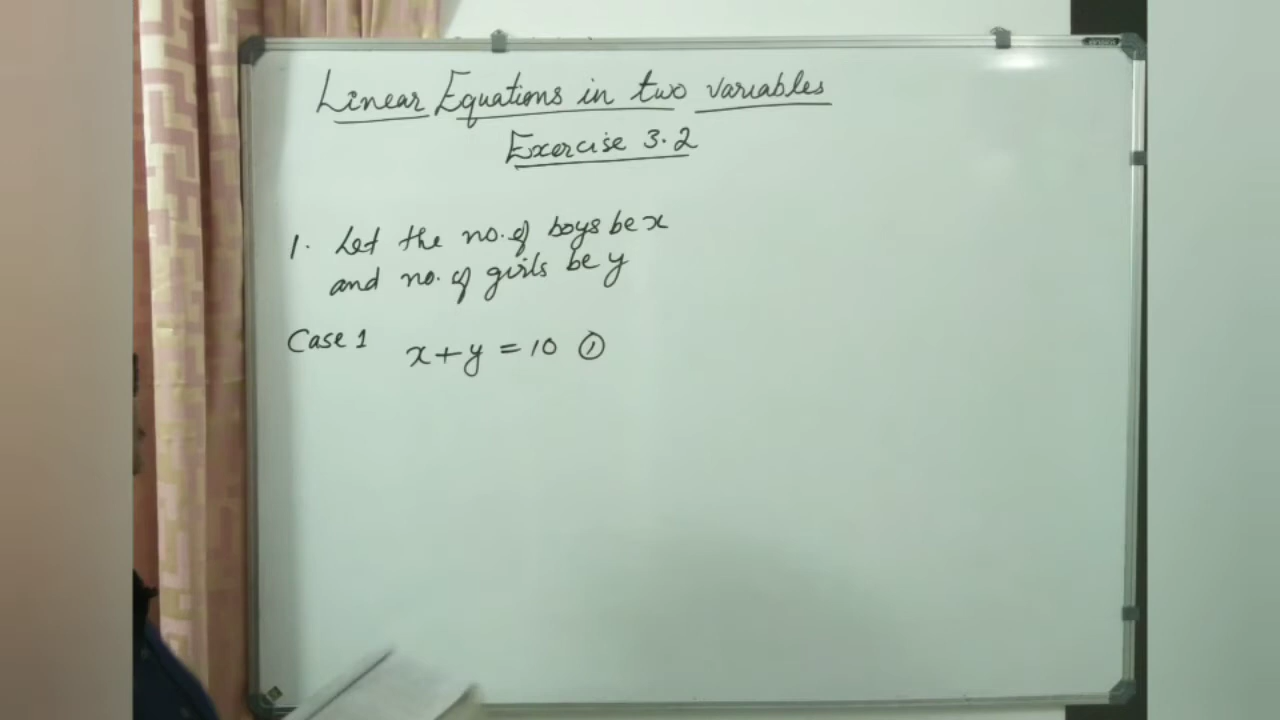 Linear Equations in two variables
Exercise 3.2
1. Let the no. of boys be x
and no. of girls be y
Case 1 x + y = 10 ①